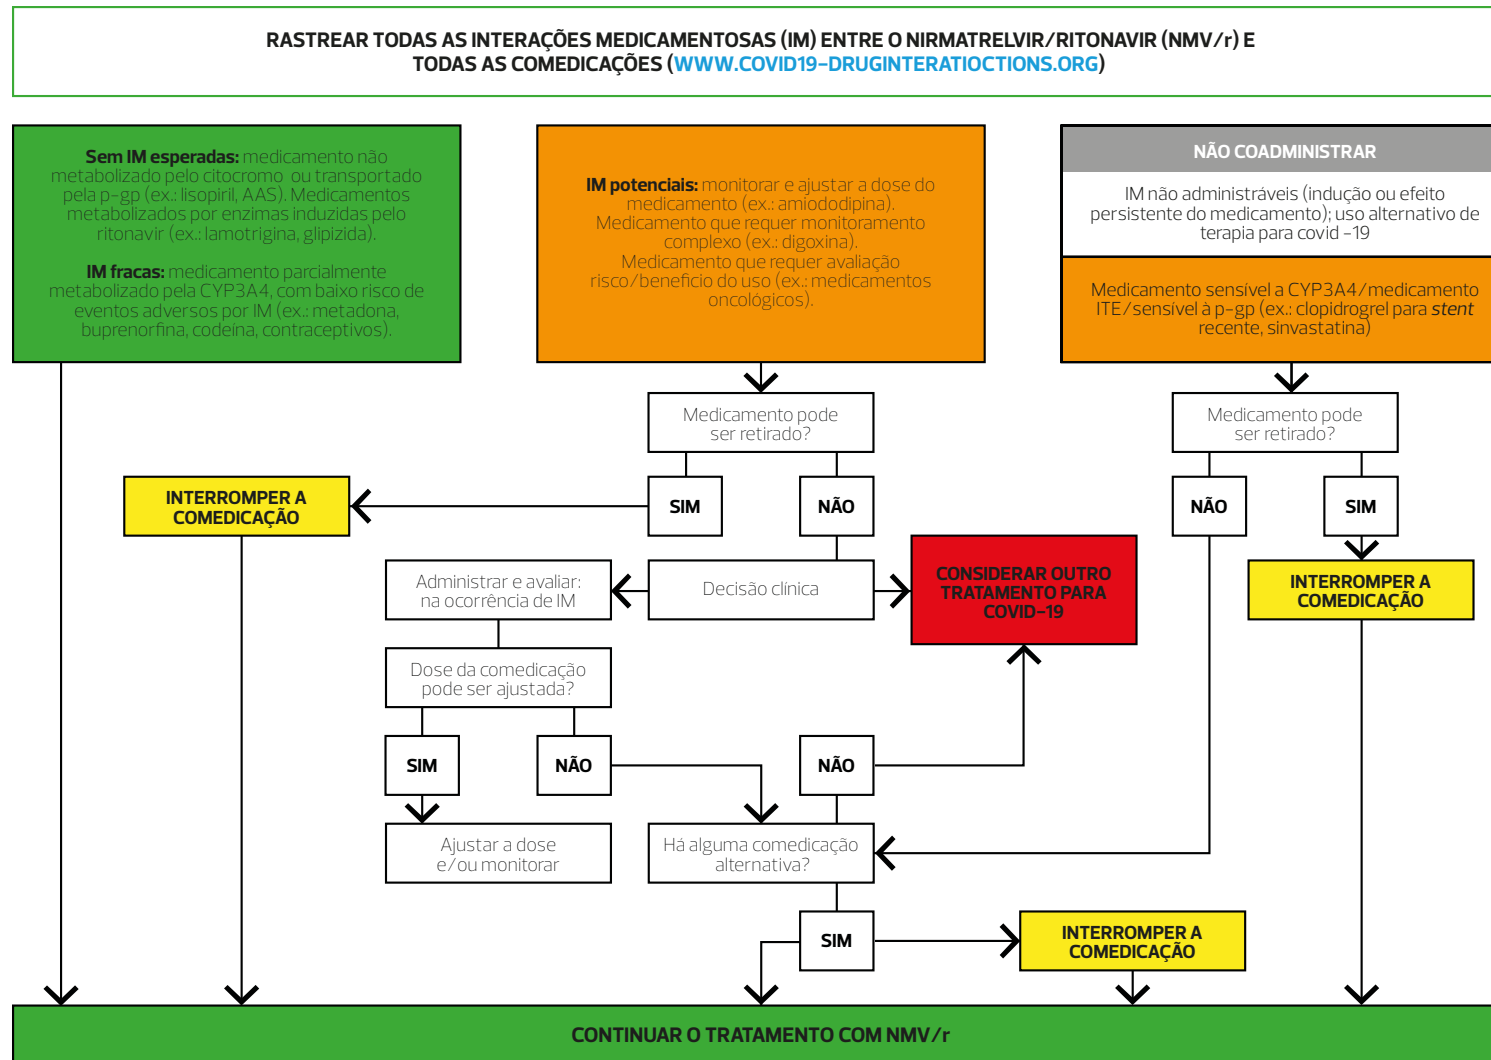 RASTREAR TODAS AS INTERAÇÕES MEDICAMENTOSAS (IM) ENTRE O NIRMATRELVIR/RITONAVIR (NMV/r) E
TODAS AS COMEDICAÇÕES (WWW.COVID19-DRUGINTERATIOCTIONS.ORG)
Sem IM esperadas: medicamento não
metabolizado pelo citocromo ou transportado
pela p-gp (ex.: lisopiril, AAS). Medicamentos
metabolizados por enzimas induzidas pelo
ritonavir (ex.: lamotrigina, glipizida).
IM fracas: medicamento parcialmente
metabolizado pela CYP3A4, com baixo risco de
eventos adversos por IM (ex.: metadona,
buprenorfina, codeína, contraceptivos).
IM potenciais: monitorar e ajustar a dose do
medicamento (ex.: amiododipina).
Medicamento que requer monitoramento
complexo (ex.: digoxina).
Medicamento que requer avaliação
risco/beneficio do uso (ex.: medicamentos
oncológicos).
NÃO COADMINISTRAR
IM não administráveis (indução ou efeito
persistente do medicamento); uso alternativo de
terapia para covid -19
Medicamento sensível a CYP3A4/medicamento
ITE/sensível à p-gp (ex.: clopidrogrel para stent
recente, sinvastatina)
Medicamento pode
ser retirado?
Medicamento pode
ser retirado?
INTERROMPER A
COMEDICAÇÃO
SIM
NÃO
NÃO
SIM
Administrar e avaliar:
na ocorrência de IM
Decisão clínica
CONSIDERAR OUTRO
TRATAMENTO PARA
COVID-19
INTERROMPER A
COMEDICAÇÃO
Dose da comedicação
pode ser ajustada?
SIM
NÃO
NÃO
Ajustar a dose
e/ou monitorar
Há alguma comedicação
alternativa?
SIM
INTERROMPER A
COMEDICAÇÃO
CONTINUAR O TRATAMENTO COM NMV/r